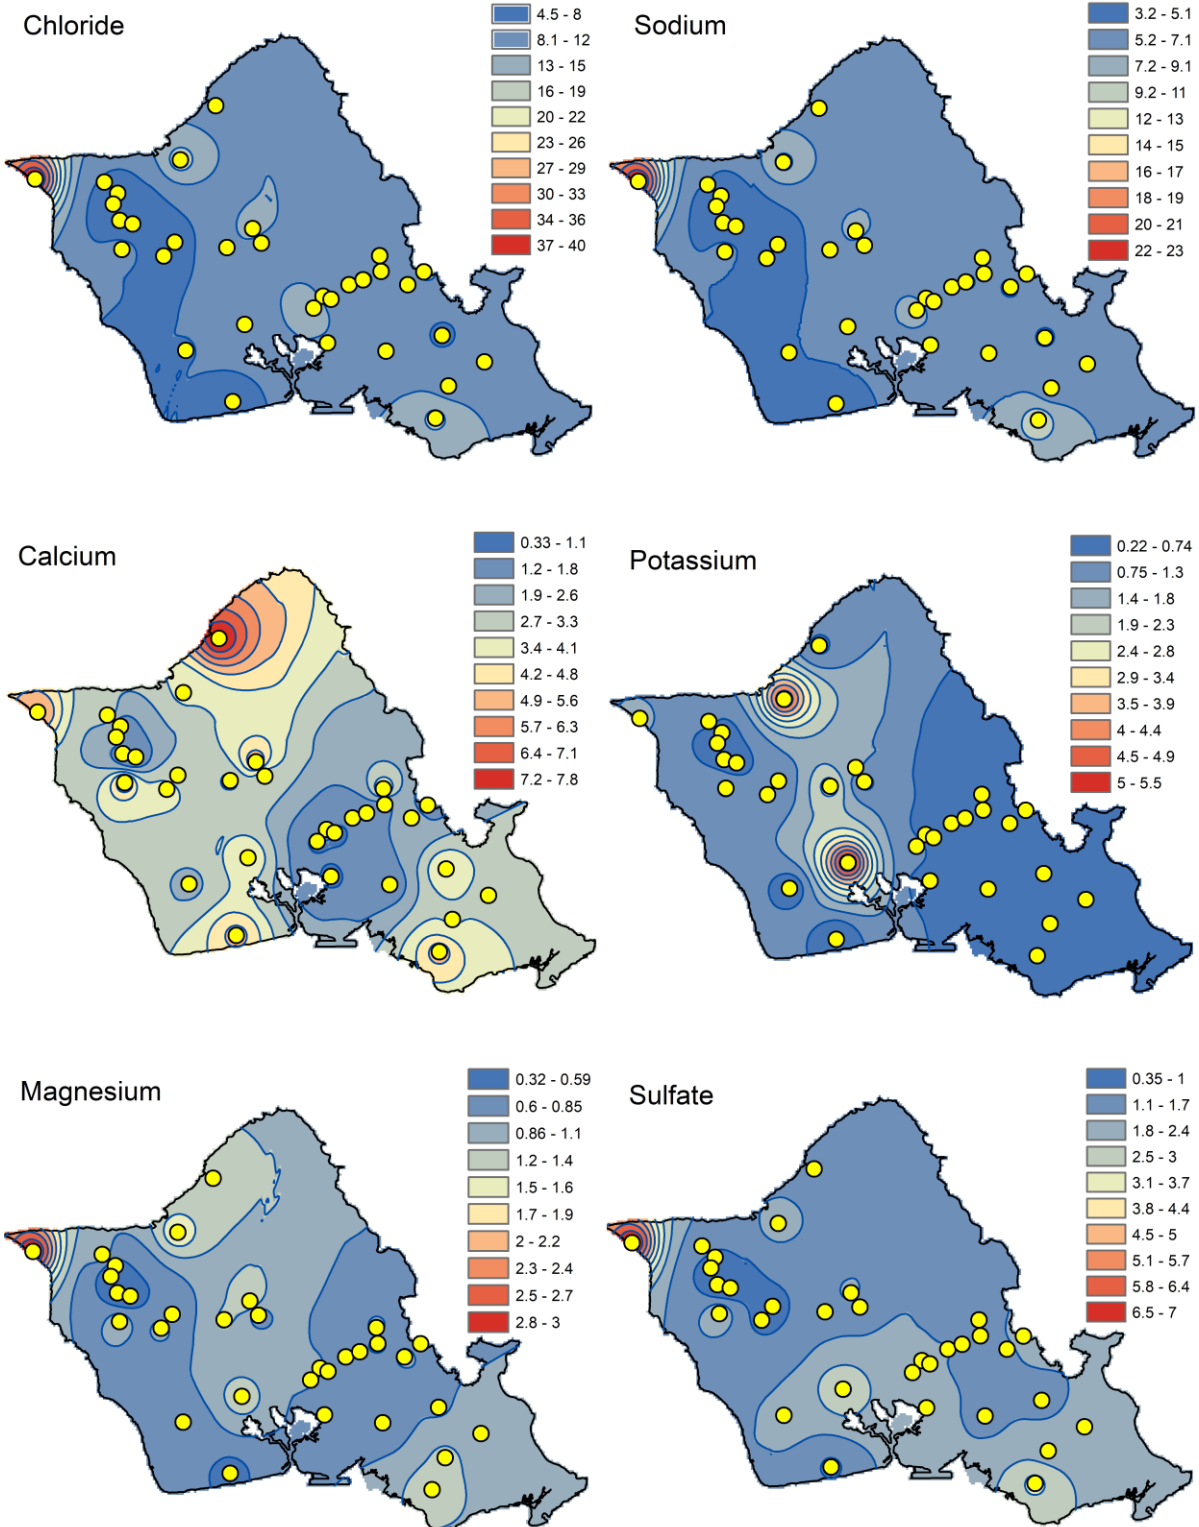 Chloride
4.5 - 8
8.1 - 12
13 - 15
16 - 19
20 - 22
23 - 26
27 - 29
30 - 33
34 - 36
37 - 40
Sodium
3.2 - 5.1
5.2 - 7.1
7.2 - 9.1
9.2 - 11
12 - 13
14 - 15
16 - 17
18 - 19
20 - 21
22 - 23
Calcium
0.33 - 1.1
1.2 - 1.8
1.9 - 2.6
2.7 - 3.3
3.4 - 4.1
4.2 - 4.8
4.9 - 5.6
5.7 - 6.3
6.4 - 7.1
7.2 - 7.8
Potassium
0.22 - 0.74
0.75 - 1.3
1.4 - 1.8
1.9 - 2.3
2.4 - 2.8
2.9 - 3.4
3.5 - 3.9
4 - 4.4
4.5 - 4.9
5 - 5.5
Magnesium
0.32 - 0.59
0.6 - 0.85
0.86 - 1.1
1.2 - 1.4
1.5 - 1.6
1.7 - 1.9
2 - 2.2
2.3 - 2.4
2.5 - 2.7
2.8 - 3
Sulfate
0.35 - 1
1.1 - 1.7
1.8 - 2.4
2.5 - 3
3.1 - 3.7
3.8 - 4.4
4.5 - 5
5.1 - 5.7
5.8 - 6.4
6.5 - 7